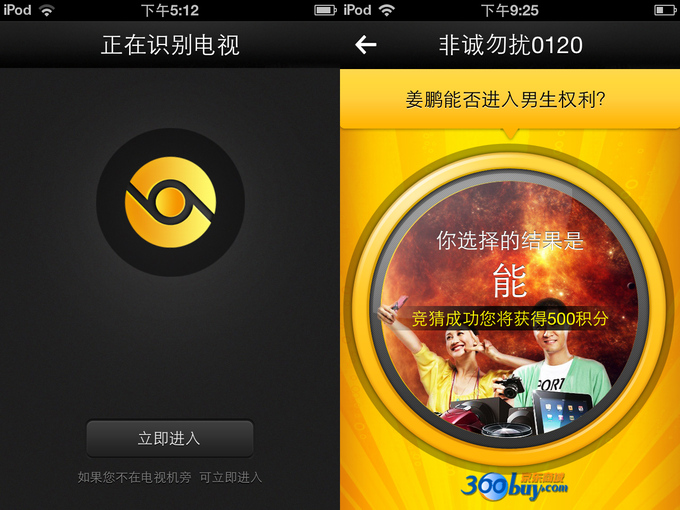 iPod 下午5:12
正在识别电视
立即进入
如果您不在电视机旁 可立即进入
iPod 下午9:25
非诚勿扰0120
姜鹏能否进入男生权利?
你选择的结果是
能
竞猜成功您将获得500积分
FORT
京东商城
360buy.com